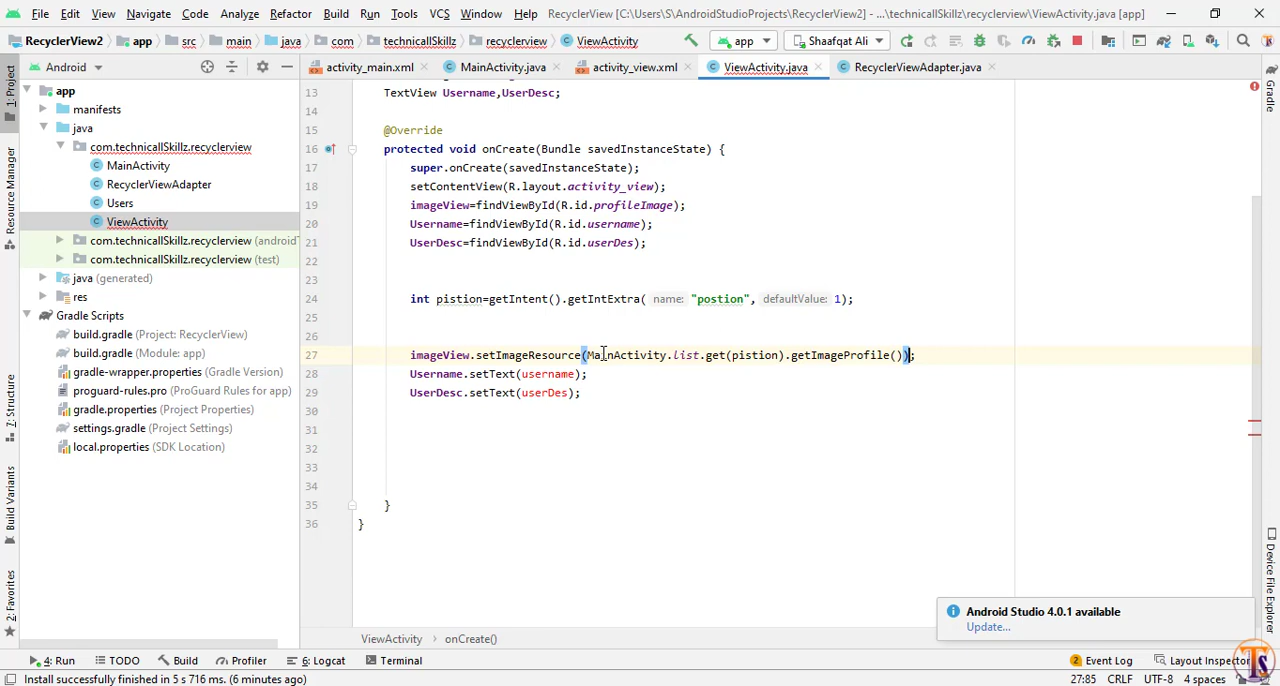 File Edit View Navigate Code Analyze Refactor Build Run Tools VCS Window Help RecyclerView [C:\Users\S\AndroidStudioProjects\RecyclerView2] - ...\technicallSkillz\recyclerview\ViewActivity.java [app]
RecyclerView2 app src main java com technicallSkillz recyclerview ViewActivity app Shaafqat Ali
Android activity_main.xml MainActivity.java activity_view.xml ViewActivity.java RecyclerViewAdapter.java
1: Project
Resource Manager
7: Structure
Build Variants
2: Favorites
app
manifests
java
com.technicallSkillz.recyclerview
MainActivity
RecyclerViewAdapter
Users
ViewActivity
com.technicallSkillz.recyclerview (android
com.technicallSkillz.recyclerview (test)
java (generated)
res
Gradle Scripts
build.gradle (Project: RecyclerView)
build.gradle (Module: app)
gradle-wrapper.properties (Gradle Version)
proguard-rules.pro (ProGuard Rules for app)
gradle.properties (Project Properties)
settings.gradle (Project Settings)
local.properties (SDK Location)
13 TextView Username,UserDesc;
14
15 @Override
16 protected void onCreate(Bundle savedInstanceState) {
17 super.onCreate(savedInstanceState);
18 setContentView(R.layout.activity_view);
19 imageView=findViewById(R.id.profileImage);
20 Username=findViewById(R.id.username);
21 UserDesc=findViewById(R.id.userDes);
22
23
24 int pistion=getIntent().getIntExtra( name: "postion", defaultValue: 1);
25
26
27 imageView.setImageResource(MainActivity.list.get(pistion).getImageProfile());
28 Username.setText(username);
29 UserDesc.setText(userDes);
30
31
32
33
34
35 }
36 }
Gradle
Device File Explorer
Android Studio 4.0.1 available
Update...
ViewActivity onCreate()
4: Run TODO Build Profiler 6: Logcat Terminal 2 Event Log Layout Inspector
Install successfully finished in 5 s 716 ms. (6 minutes ago) 27:85 CRLF UTF-8 4 spaces
Ts